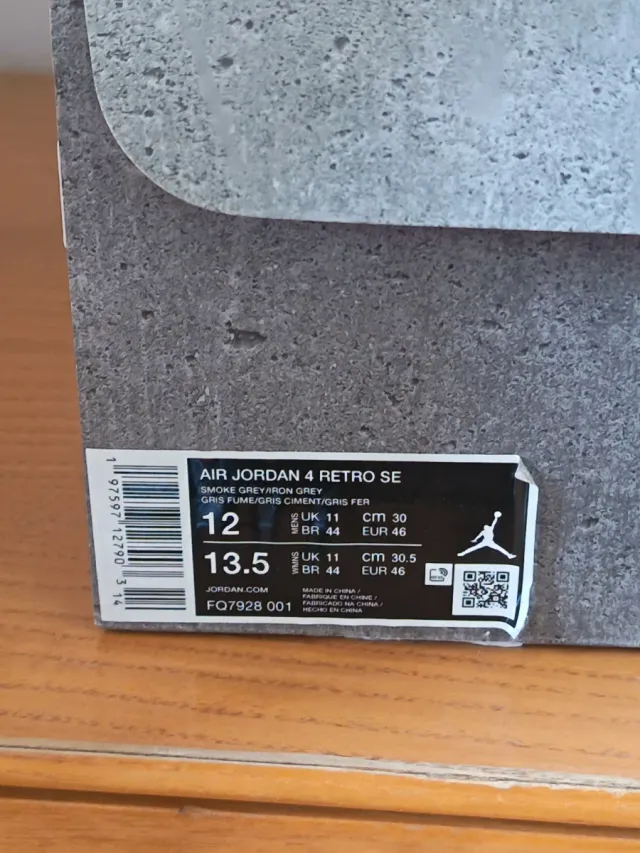 AIR JORDAN 4 RETRO SE
SMOKE GREY/IRON GREY
GRIS FUME/GRIS CIMENT/GRIS FER
12 MENS UK 11 cm 30
BR 44 EUR 46
13.5 WMNS UK 11 cm 30.5
BR 44 EUR 46
JORDAN.COM
FQ7928 001
MADE IN CHINA /
FABRIQUE EN CHINE /
FABRICADO NA CHINA /
HECHO EN CHINA
1 97597 12790 3 14